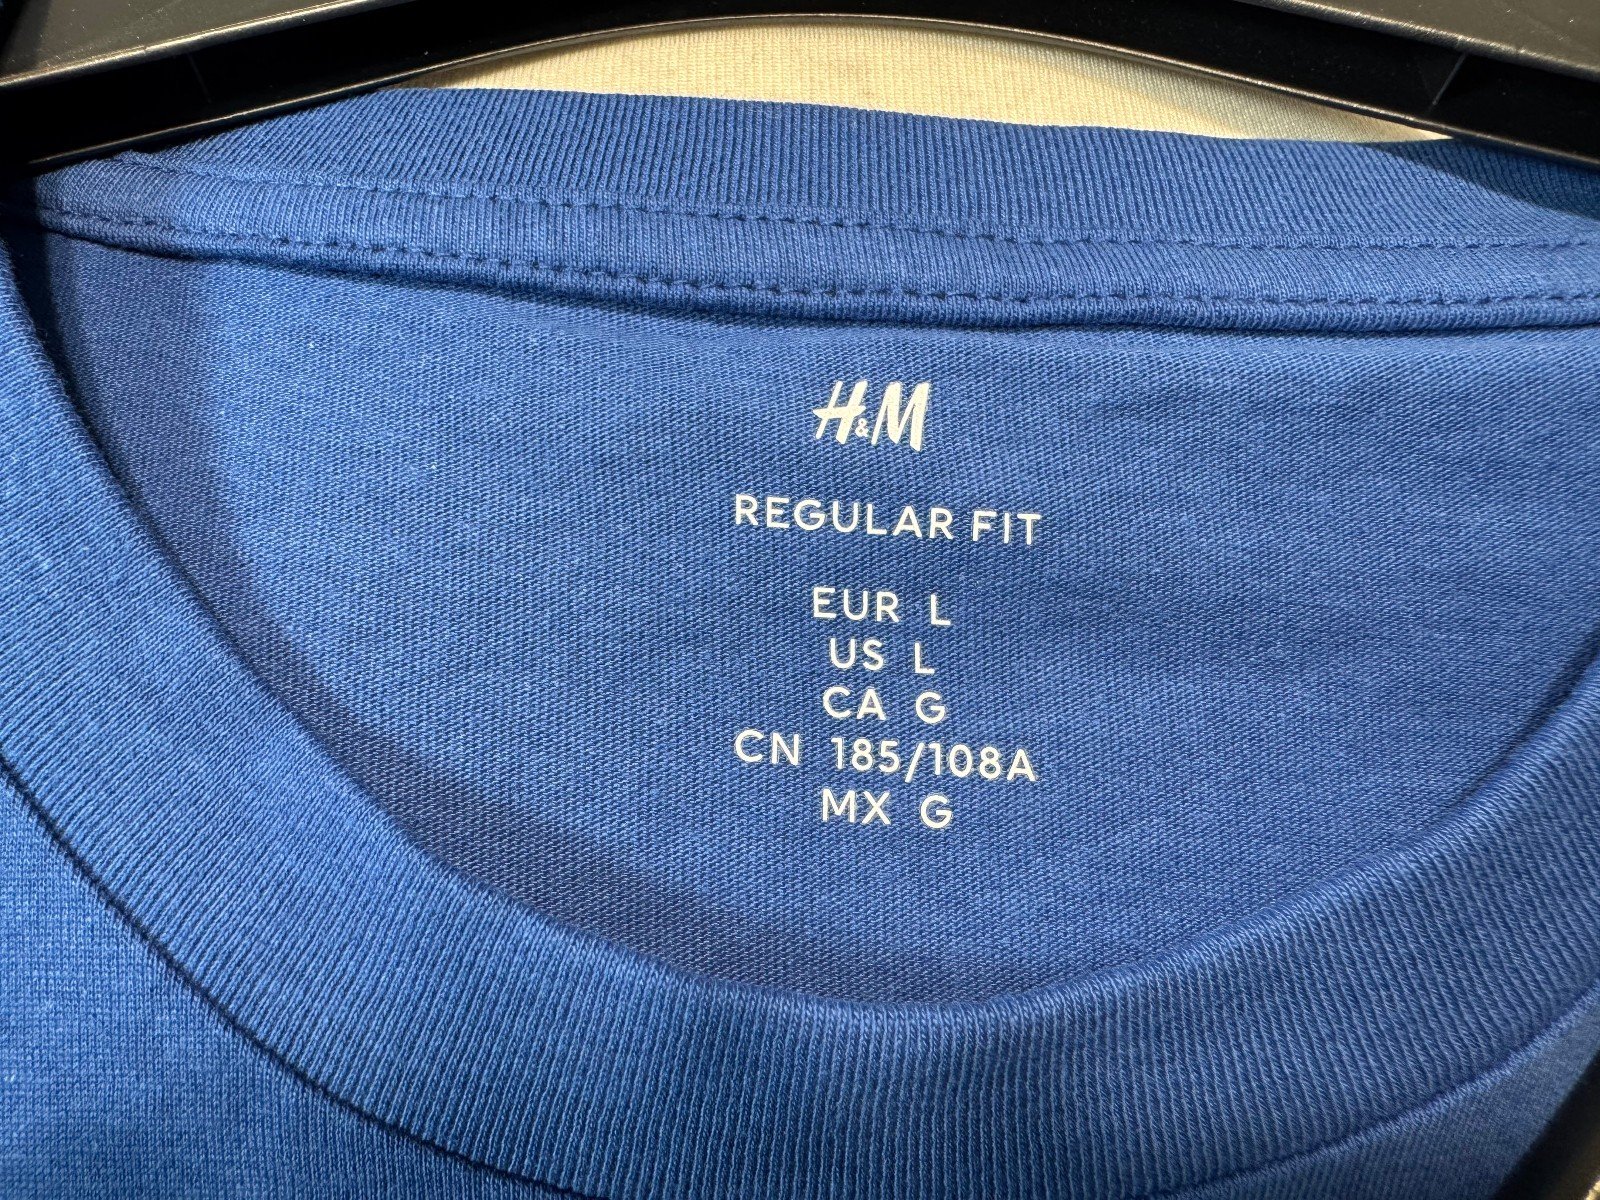 H&M
REGULAR FIT
EUR L
US L
CA G
CN 185/108A
MX G